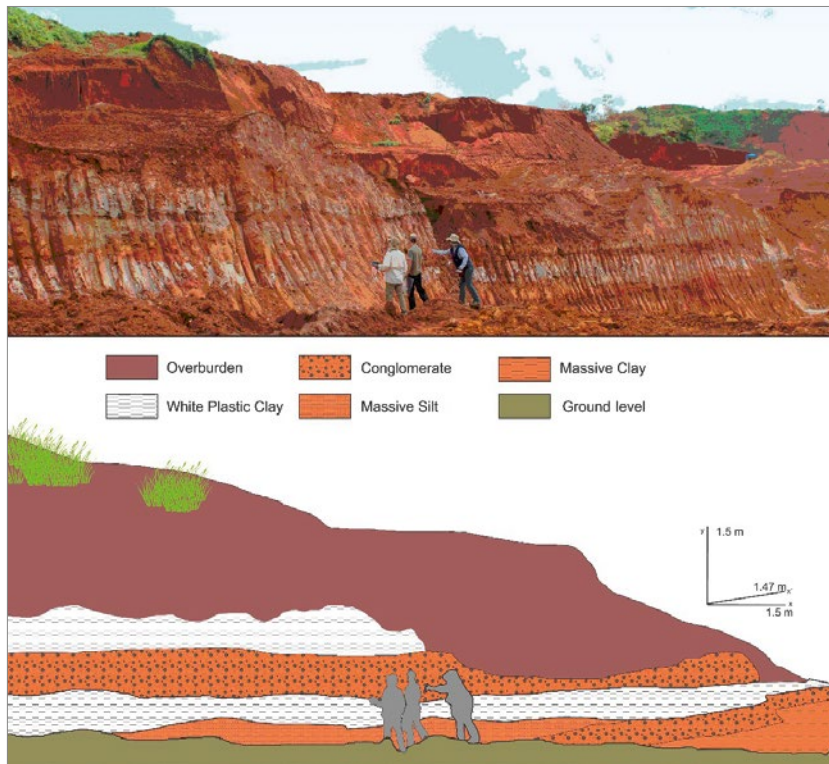 Overburden
Conglomerate
Massive Clay
White Plastic Clay
Massive Silt
Ground level
y
1.5 m
1.47 m
x'
x
1.5 m